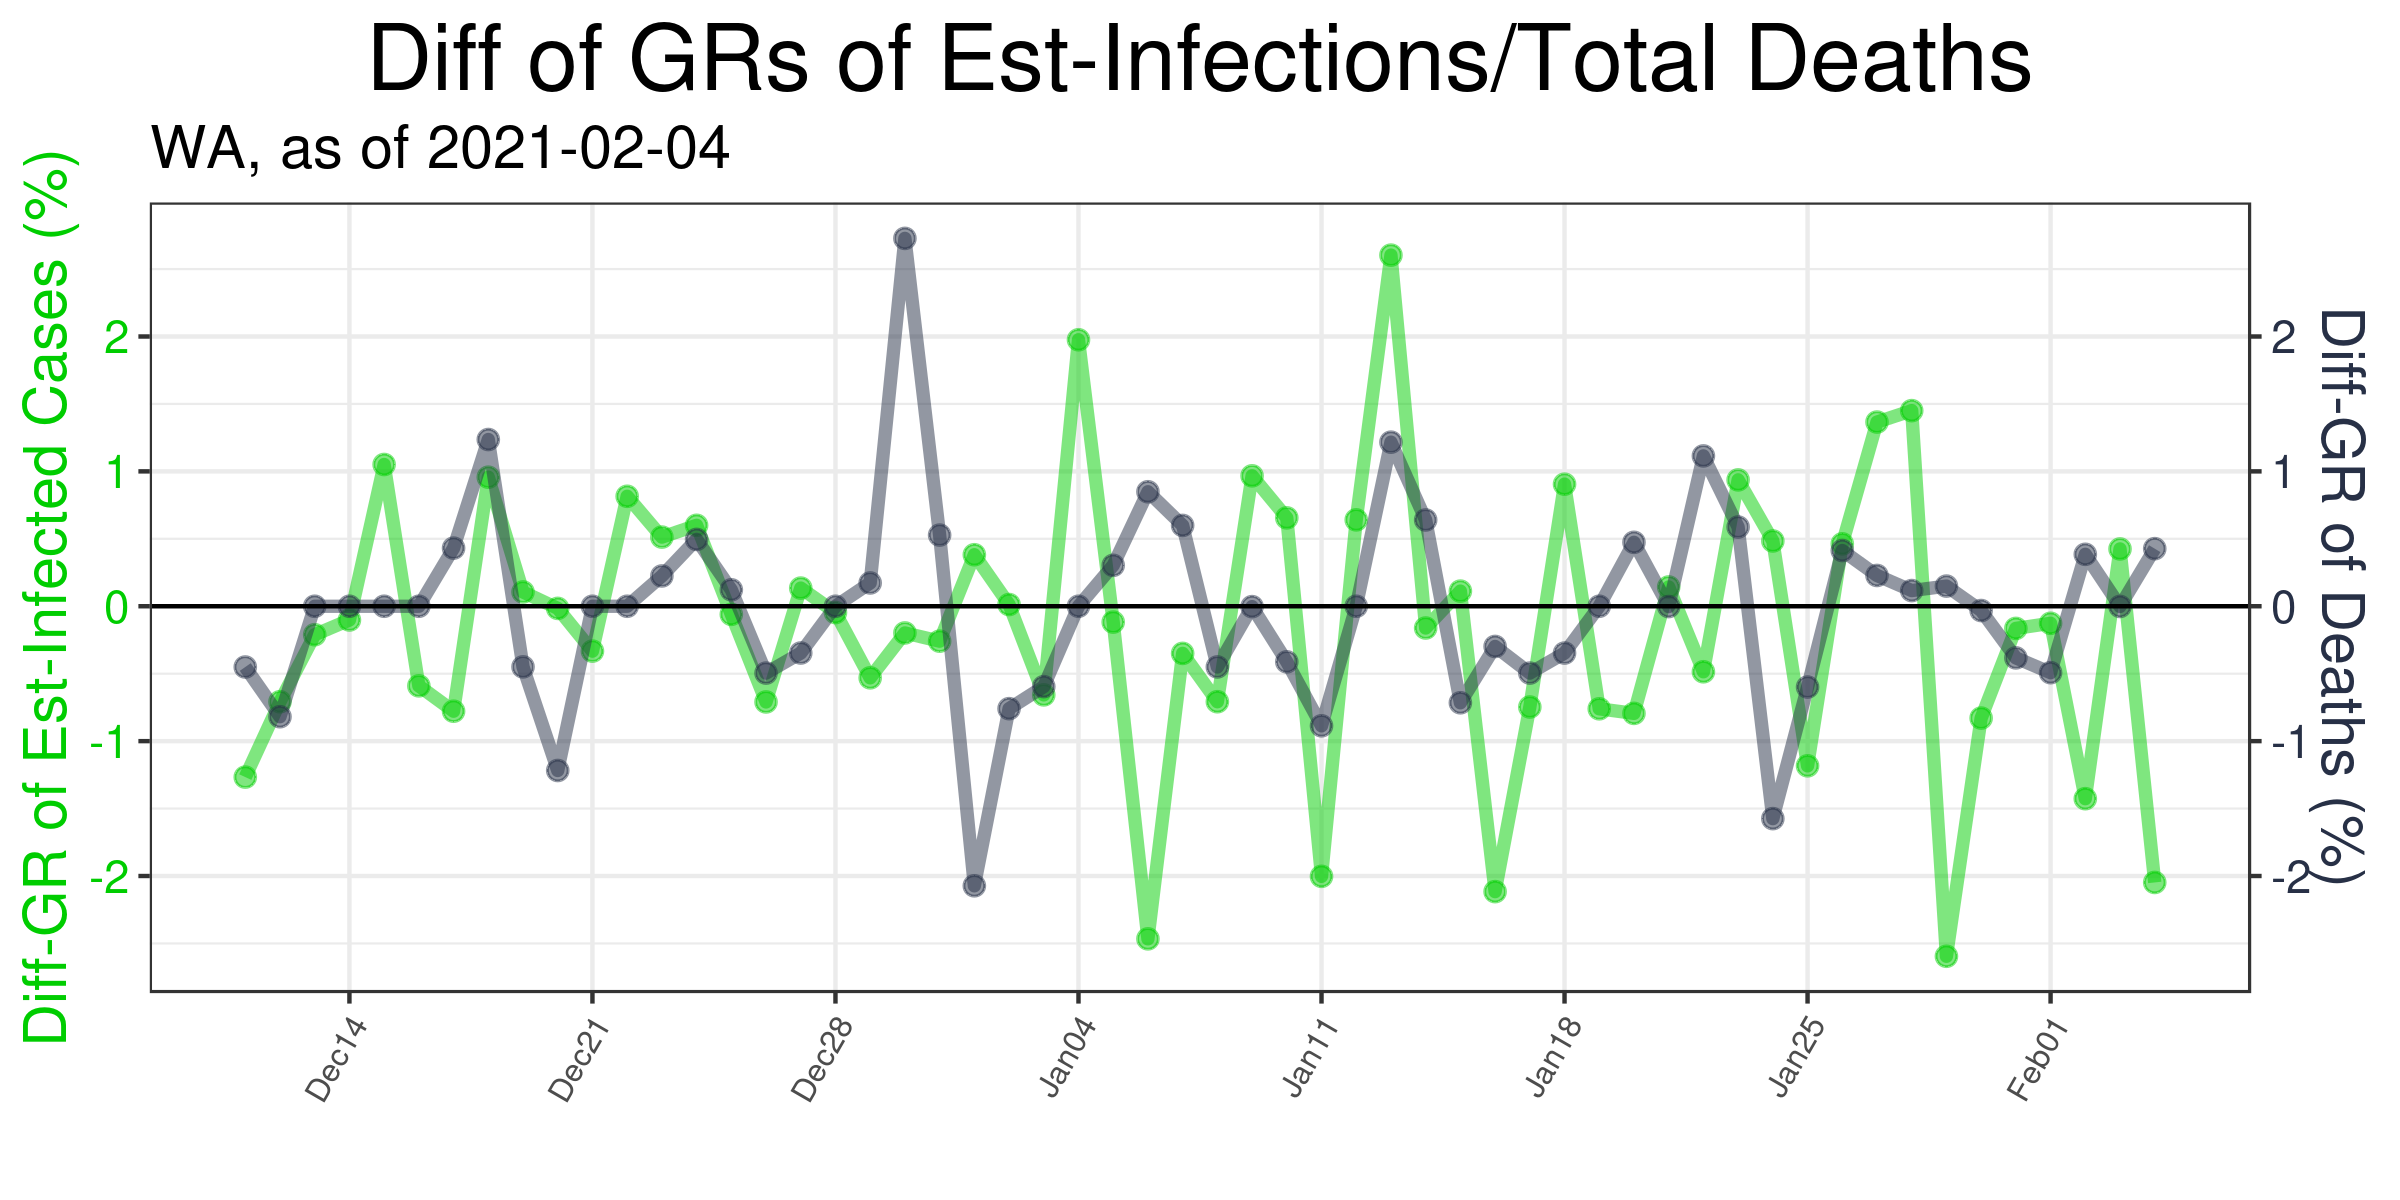 Diff of GRs of Est-Infections/Total Deaths
WA, as of 2021-02-04
Diff-GR of Est-Infected Cases (%)
2
1
0
-1
-2
2
1
0
-1
-2
Diff-GR of Deaths (%)
Dec14
Dec21
Dec28
Jan04
Jan11
Jan18
Jan25
Feb01